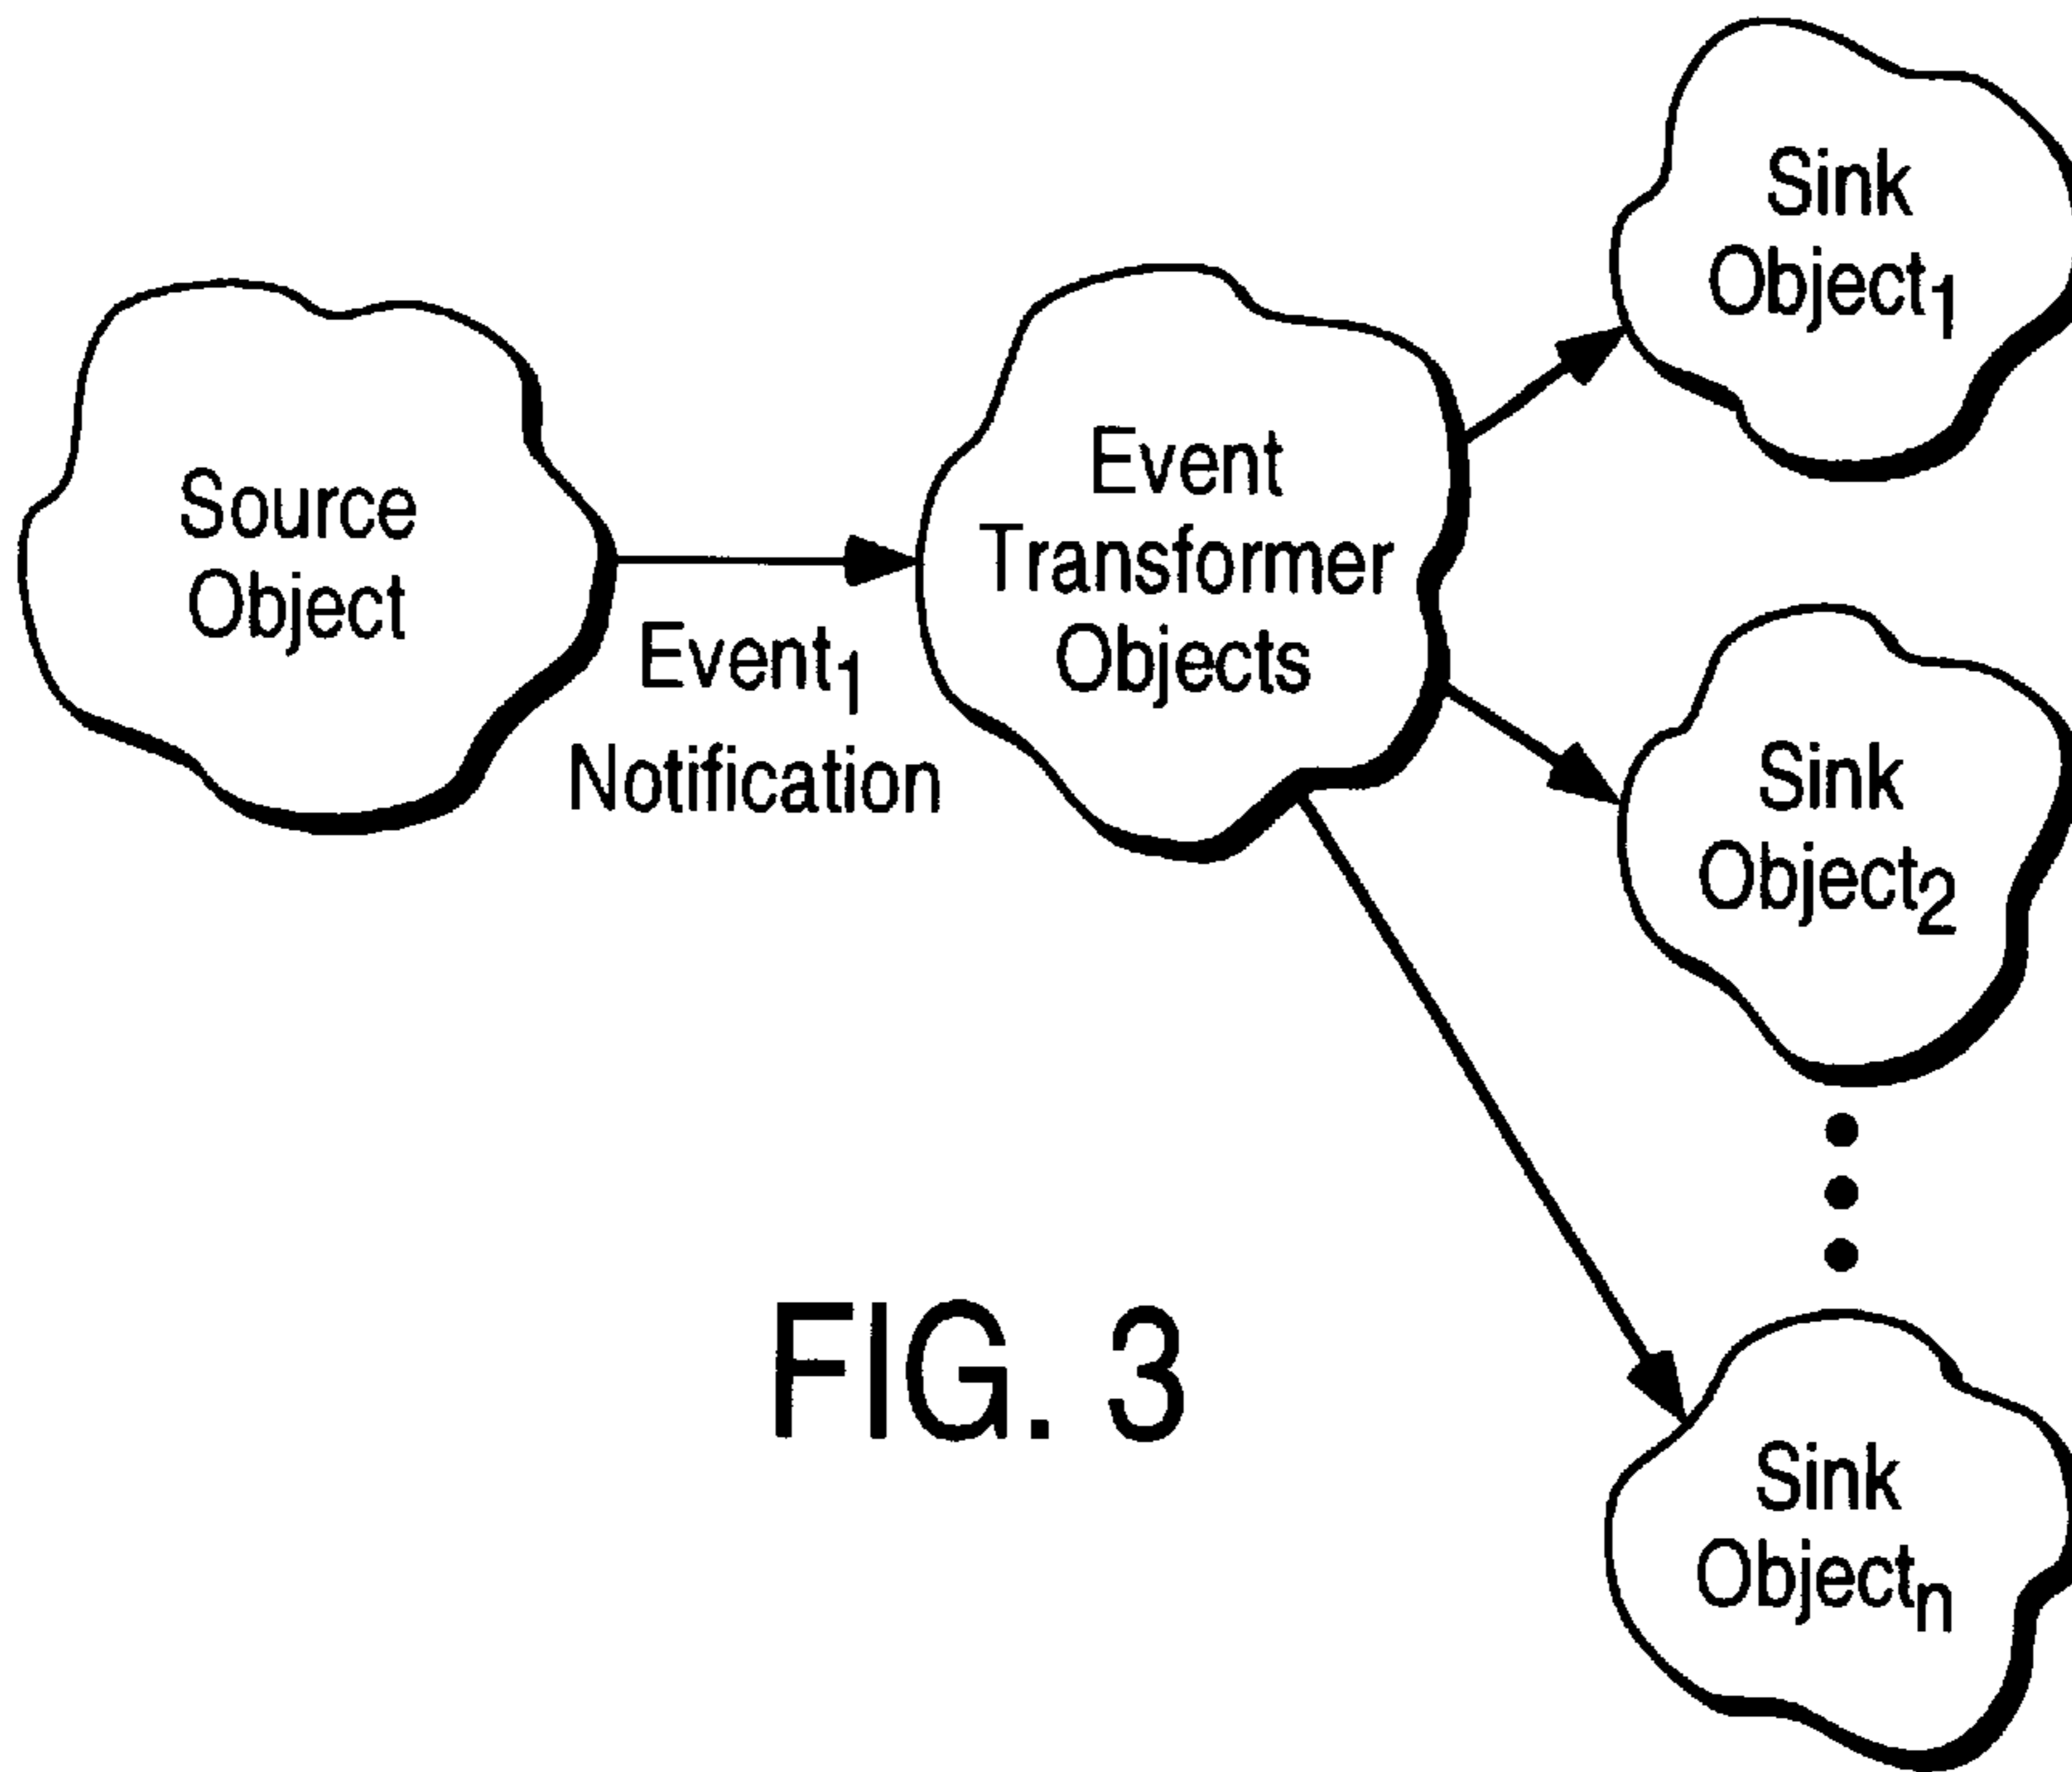 Source
Object
Event₁
Notification
Event
Transformer
Objects
Sink
Object₁
Sink
Object₂
Sink
Objectₙ
FIG. 3